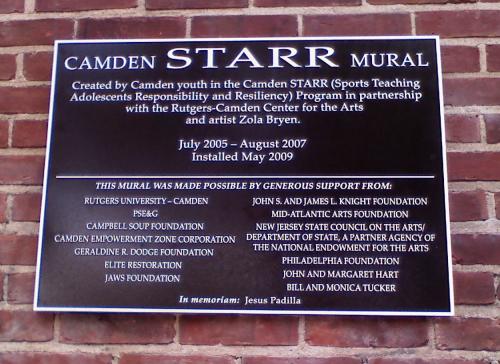 CAMDEN STARR MURAL
Created by Camden youth in the Camden STARR (Sports Teaching
Adolescents Responsibility and Resiliency) Program in partnership
with the Rutgers-Camden Center for the Arts
and artist Zola Bryen.
July 2005 – August 2007
Installed May 2009
THIS MURAL WAS MADE POSSIBLE BY GENEROUS SUPPORT FROM:
RUTGERS UNIVERSITY – CAMDEN
PSE&G
CAMPBELL SOUP FOUNDATION
CAMDEN EMPOWERMENT ZONE CORPORATION
GERALDINE R. DODGE FOUNDATION
ELITE RESTORATION
JAWS FOUNDATION
JOHN S. AND JAMES L. KNIGHT FOUNDATION
MID-ATLANTIC ARTS FOUNDATION
NEW JERSEY STATE COUNCIL ON THE ARTS/
DEPARTMENT OF STATE, A PARTNER AGENCY OF
THE NATIONAL ENDOWMENT FOR THE ARTS
PHILADELPHIA FOUNDATION
JOHN AND MARGARET HART
BILL AND MONICA TUCKER
In memoriam: Jesus Padilla